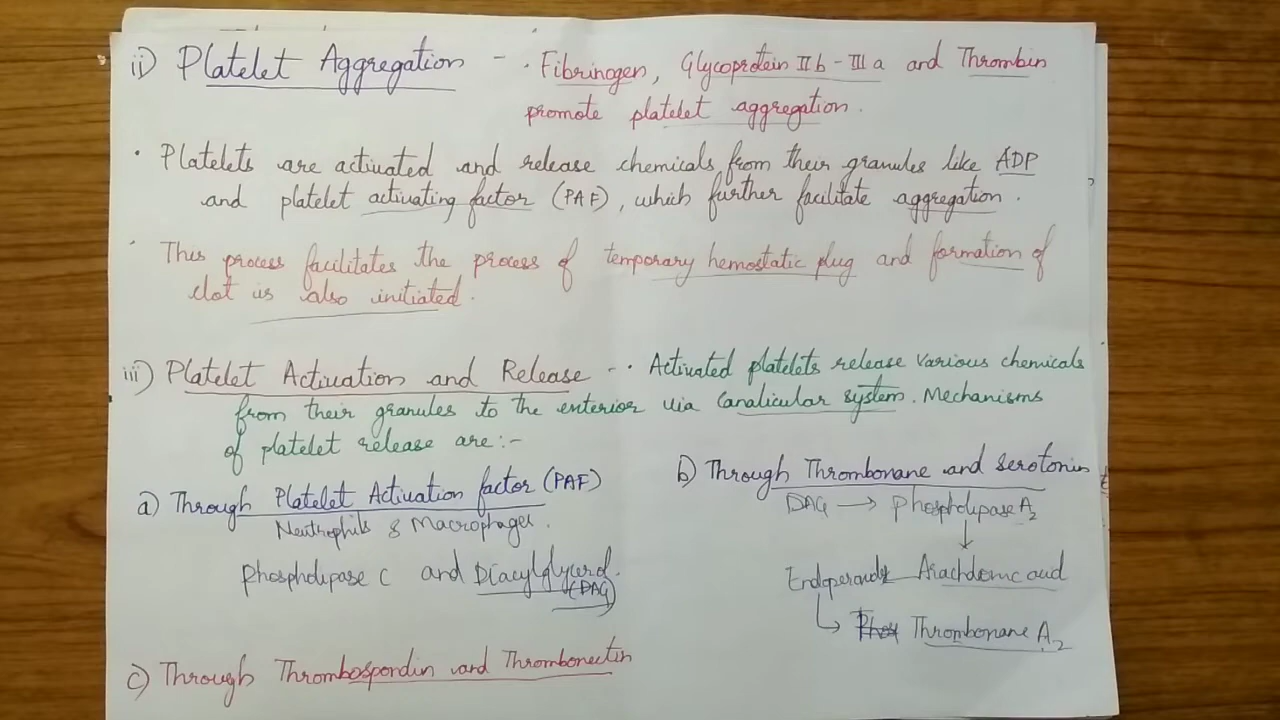 ii) Platelet Aggregation - · Fibrinogen, Glycoprotein IIb - IIIa and Thrombin
promote platelet aggregation.
· Platelets are activated and release chemicals from their granules like ADP
and platelet activating factor (PAF), which further facilitate aggregation.
· This process facilitates the process of temporary hemostatic plug and formation of
clot is also initiated.
iii) Platelet Activation and Release - · Activated platelets release various chemicals
from their granules to the exterior via Canalicular system. Mechanisms
of platelet release are:-
a) Through Platelet Activation factor (PAF)
Neutrophils & Macrophages.
Phospholipase C and Diacylglycerol.
(DAG)
b) Through Thromboxane and Serotonin
DAG → Phospholipase A2
↓
Endoperoxides Arachdonic acid
↳ Thromboxane A2
c) Through Thrombospondin and Thrombonectin